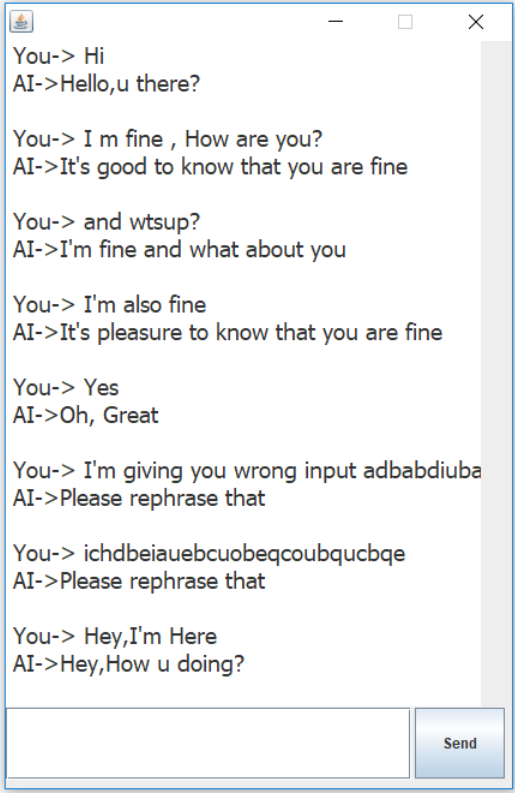 You-> Hi
AI->Hello,u there?
You-> I m fine , How are you?
AI->It's good to know that you are fine
You-> and wtsup?
AI->I'm fine and what about you
You-> I'm also fine
AI->It's pleasure to know that you are fine
You-> Yes
AI->Oh, Great
You-> I'm giving you wrong input adbabdiuba
AI->Please rephrase that
You-> ichdbeiauebcuobeqcoubqucbqe
AI->Please rephrase that
You-> Hey,I'm Here
AI->Hey,How u doing?
Send